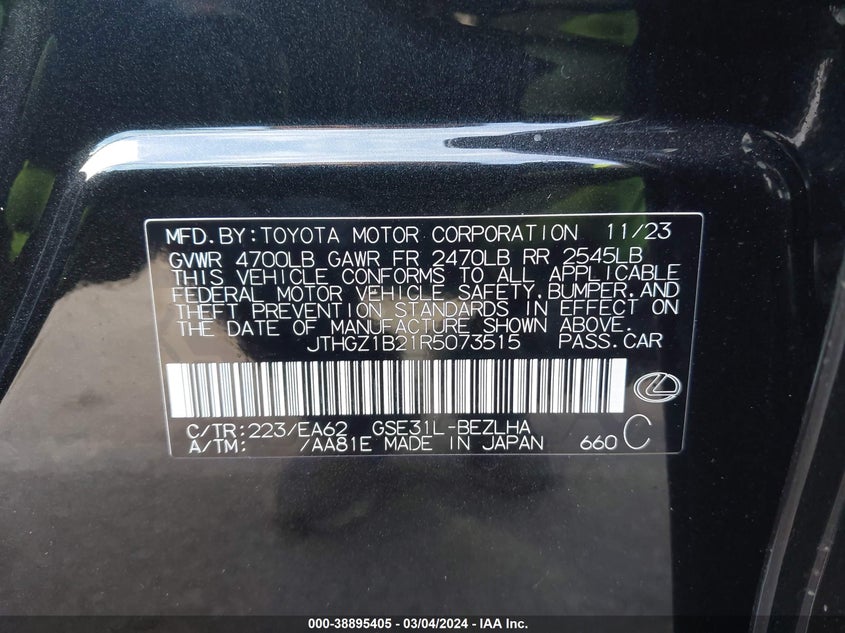 MFD.BY:TOYOTA MOTOR CORPORATION 11/23
GVWR 4700LB GAWR FR 2470LB RR 2545LB
THIS VEHICLE CONFORMS TO ALL APPLICABLE
FEDERAL MOTOR VEHICLE SAFETY,BUMPER,AND
THEFT PREVENTION STANDARDS IN EFFECT ON
THE DATE OF MANUFACTURE SHOWN ABOVE.
JTHGZ1B21R5073515 PASS.CAR
C/TR:223/EA62 GSE31L-BEZLHA
A/TM: /AA81E MADE IN JAPAN 660 C
000-38895405 - 03/04/2024 - IAA Inc.